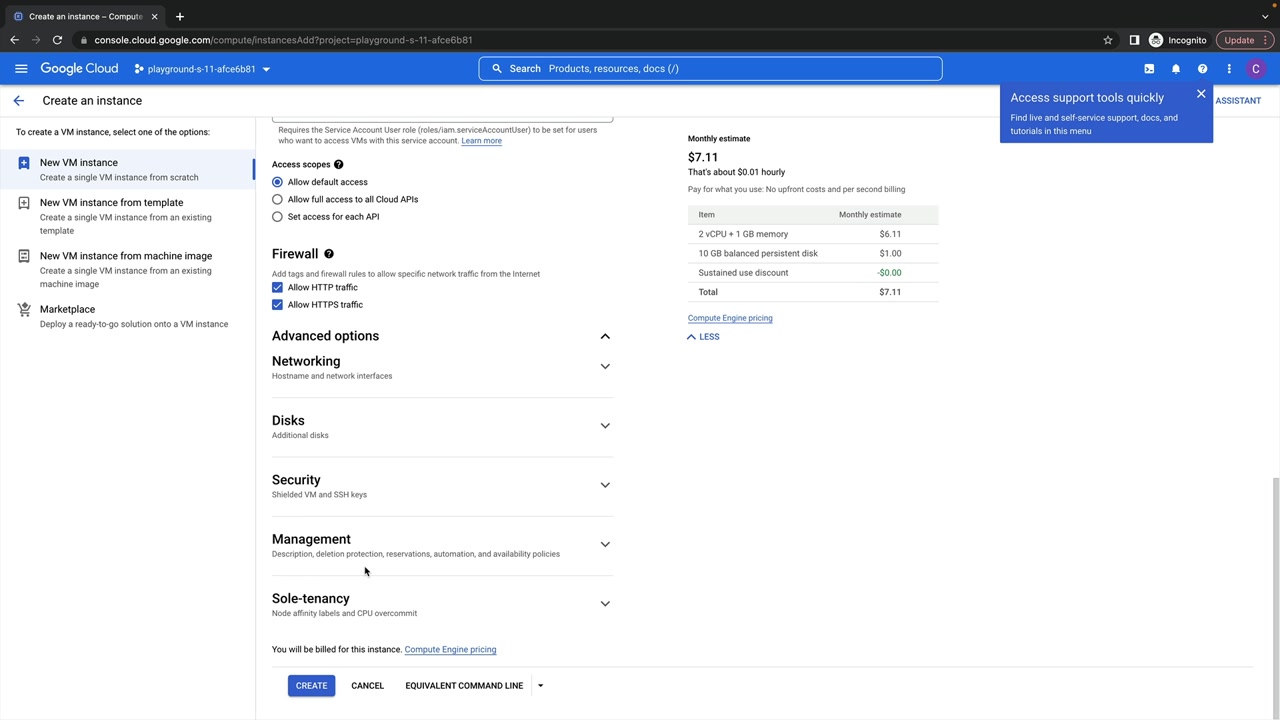 Create an instance – Compute
console.cloud.google.com/compute/instancesAdd?project=playground-s-11-afce6b81
Incognito
Update
Google Cloud
playground-s-11-afce6b81
Search Products, resources, docs (/)
C
Create an instance
Access support tools quickly
Find live and self-service support, docs, and
tutorials in this menu
ASSISTANT
To create a VM instance, select one of the options:
New VM instance
Create a single VM instance from scratch
New VM instance from template
Create a single VM instance from an existing
template
New VM instance from machine image
Create a single VM instance from an existing
machine image
Marketplace
Deploy a ready-to-go solution onto a VM instance
Requires the Service Account User role (roles/iam.serviceAccountUser) to be set for users
who want to access VMs with this service account. Learn more
Access scopes
Allow default access
Allow full access to all Cloud APIs
Set access for each API
Firewall
Add tags and firewall rules to allow specific network traffic from the Internet
Allow HTTP traffic
Allow HTTPS traffic
Advanced options
Networking
Hostname and network interfaces
Disks
Additional disks
Security
Shielded VM and SSH keys
Management
Description, deletion protection, reservations, automation, and availability policies
Sole-tenancy
Node affinity labels and CPU overcommit
You will be billed for this instance. Compute Engine pricing
CREATE CANCEL EQUIVALENT COMMAND LINE
Monthly estimate
$7.11
That's about $0.01 hourly
Pay for what you use: No upfront costs and per second billing
Item Monthly estimate
2 vCPU + 1 GB memory $6.11
10 GB balanced persistent disk $1.00
Sustained use discount -$0.00
Total $7.11
Compute Engine pricing
LESS